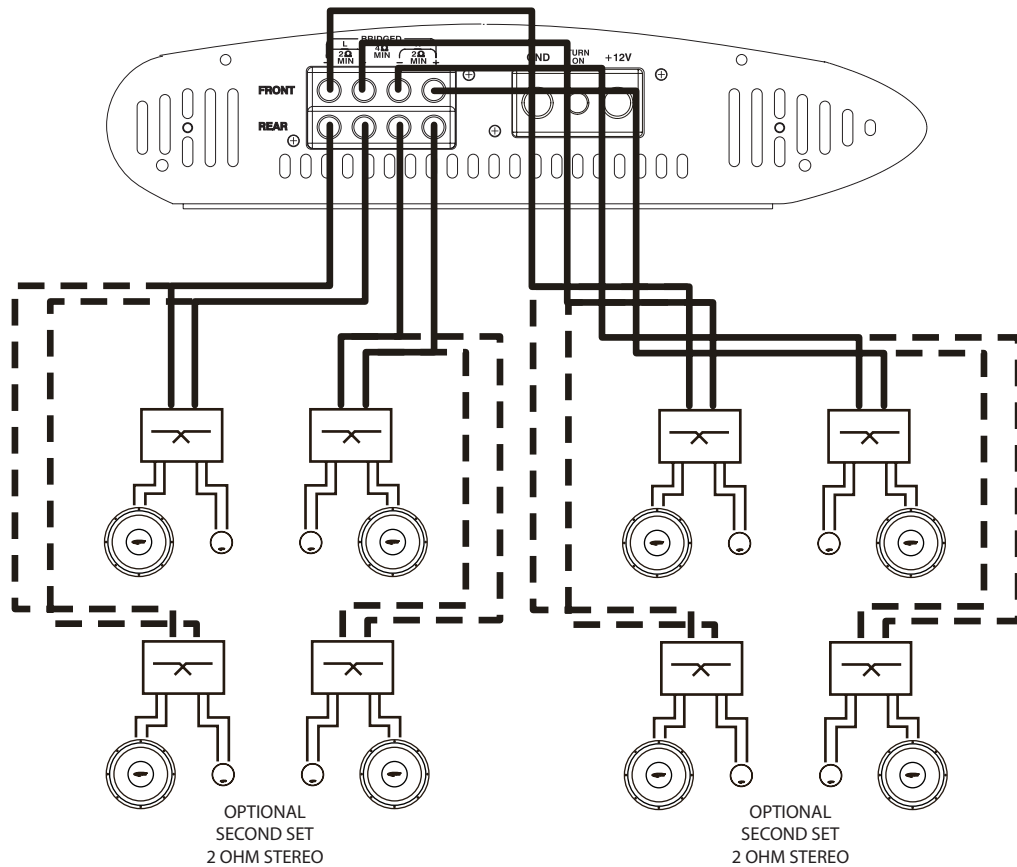 BRIDGED
L 4Ω R
2Ω MIN 2Ω
MIN MIN
– – +
GND TURN ON +12V
FRONT
REAR
OPTIONAL
SECOND SET
2 OHM STEREO
OPTIONAL
SECOND SET
2 OHM STEREO